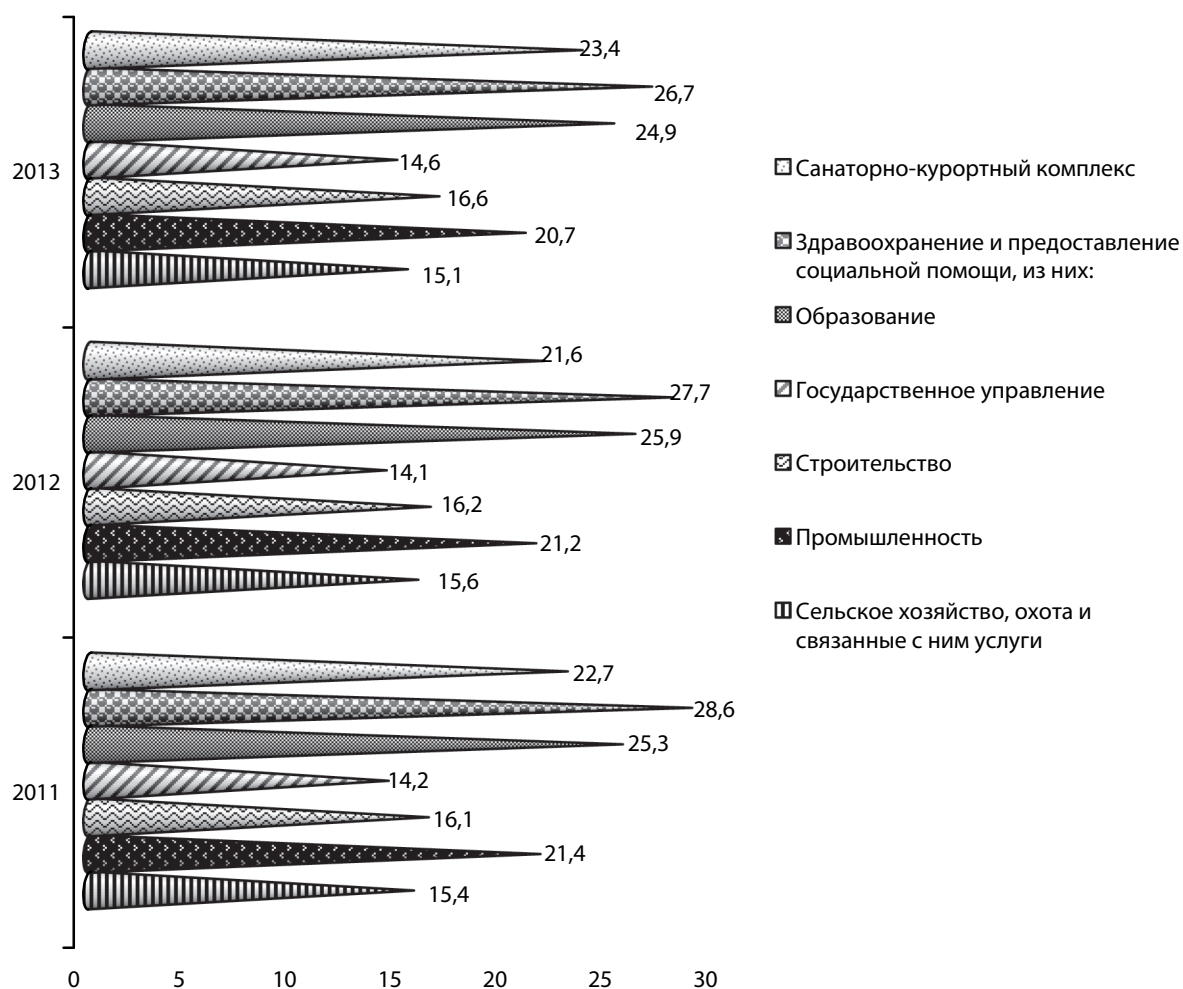 23,4
26,7
24,9
2013
14,6
16,6
20,7
15,1
21,6
27,7
25,9
2012
14,1
16,2
21,2
15,6
22,7
28,6
25,3
2011
14,2
16,1
21,4
15,4
0 5 10 15 20 25 30
Санаторно-курортный комплекс
Здравоохранение и предоставление
социальной помощи, из них:
Образование
Государственное управление
Строительство
Промышленность
Сельское хозяйство, охота и
связанные с ним услуги